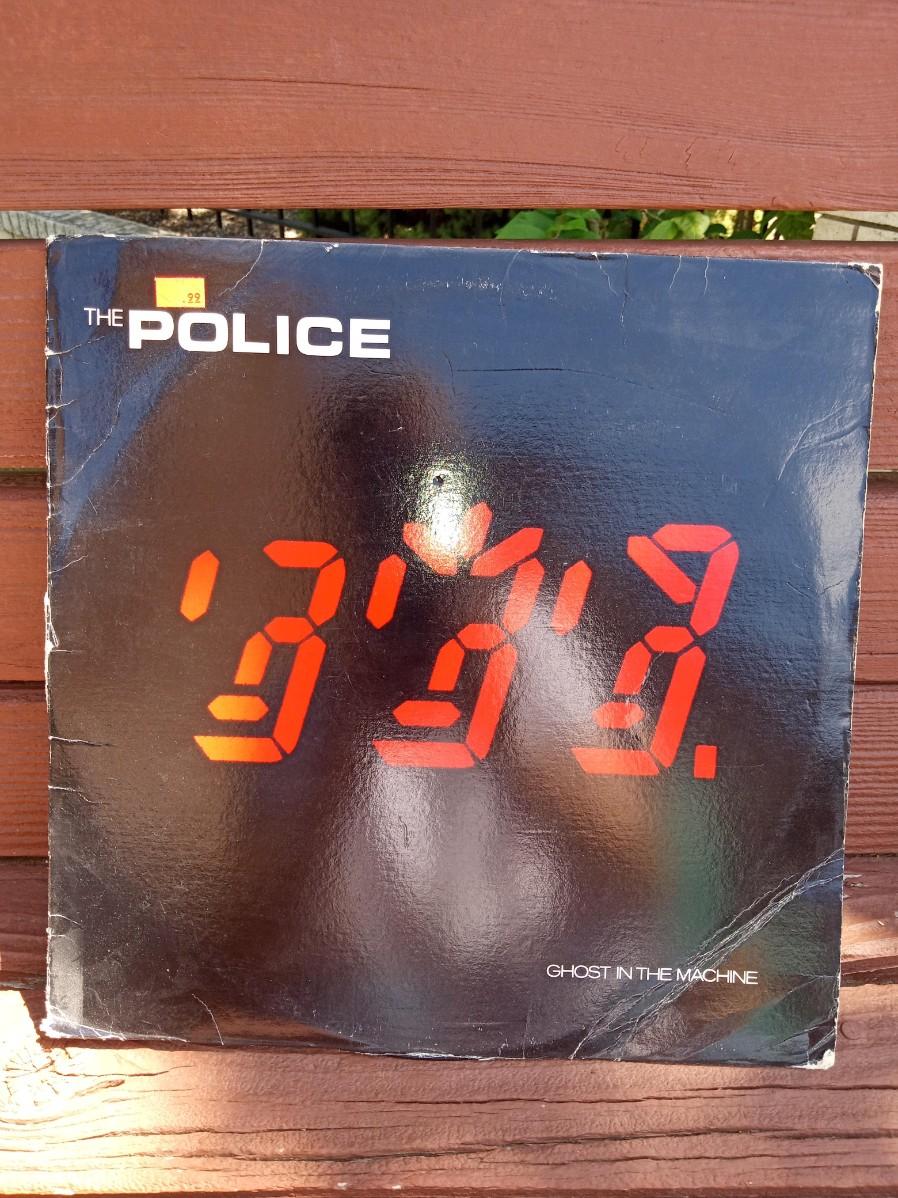 .99
THE POLICE
GHOST IN THE MACHINE